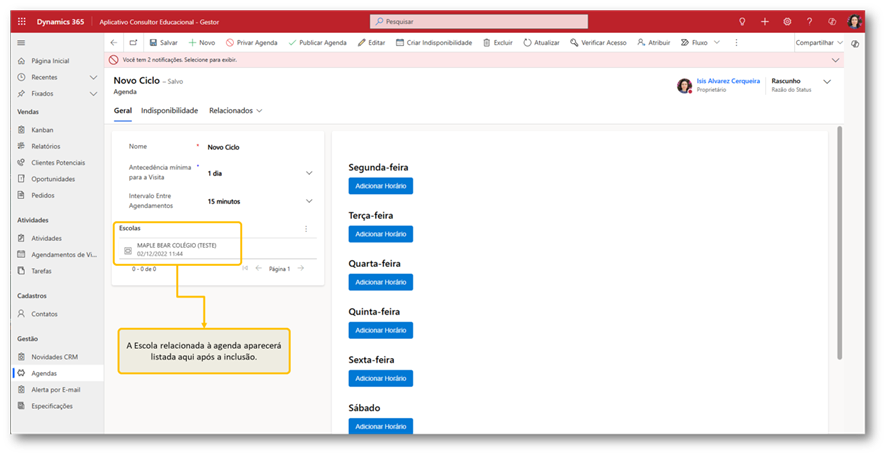 Dynamics 365
Aplicativo Consultor Educacional - Gestor
Pesquisar
Salvar
Novo
Privar Agenda
Publicar Agenda
Editar
Criar Indisponibilidade
Excluir
Atualizar
Verificar Acesso
Atribuir
Fluxo
Compartilhar
Você tem 2 notificações. Selecione para exibir.
Página Inicial
Recentes
Fixados
Vendas
Kanban
Relatórios
Clientes Potenciais
Oportunidades
Pedidos
Atividades
Atividades
Agendamentos de Vi...
Tarefas
Cadastros
Contatos
Gestão
Novidades CRM
Agendas
Alerta por E-mail
Especificações
Novo Ciclo - Salvo
Agenda
Isis Alvarez Cerqueira
Proprietário
Rascunho
Razão do Status
Geral
Indisponibilidade
Relacionados
Nome
*
Novo Ciclo
Antecedência mínima
para a Visita
*
1 dia
Intervalo Entre
Agendamentos
15 minutos
Escolas
MAPLE BEAR COLÉGIO (TESTE)
02/12/2022 11:44
0 - 0 de 0
Página 1
A Escola relacionada à agenda aparecerá
listada aqui após a inclusão.
Segunda-feira
Adicionar Horário
Terça-feira
Adicionar Horário
Quarta-feira
Adicionar Horário
Quinta-feira
Adicionar Horário
Sexta-feira
Adicionar Horário
Sábado
Adicionar Horário